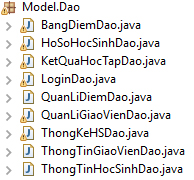 Model.Dao
BangDiemDao.java
HoSoHocSinhDao.java
KetQuaHocTapDao.java
LoginDao.java
QuanLiDiemDao.java
QuanLiGiaoVienDao.java
ThongKeHSDao.java
ThongTinGiaoVienDao.java
ThongTinHocSinhDao.java